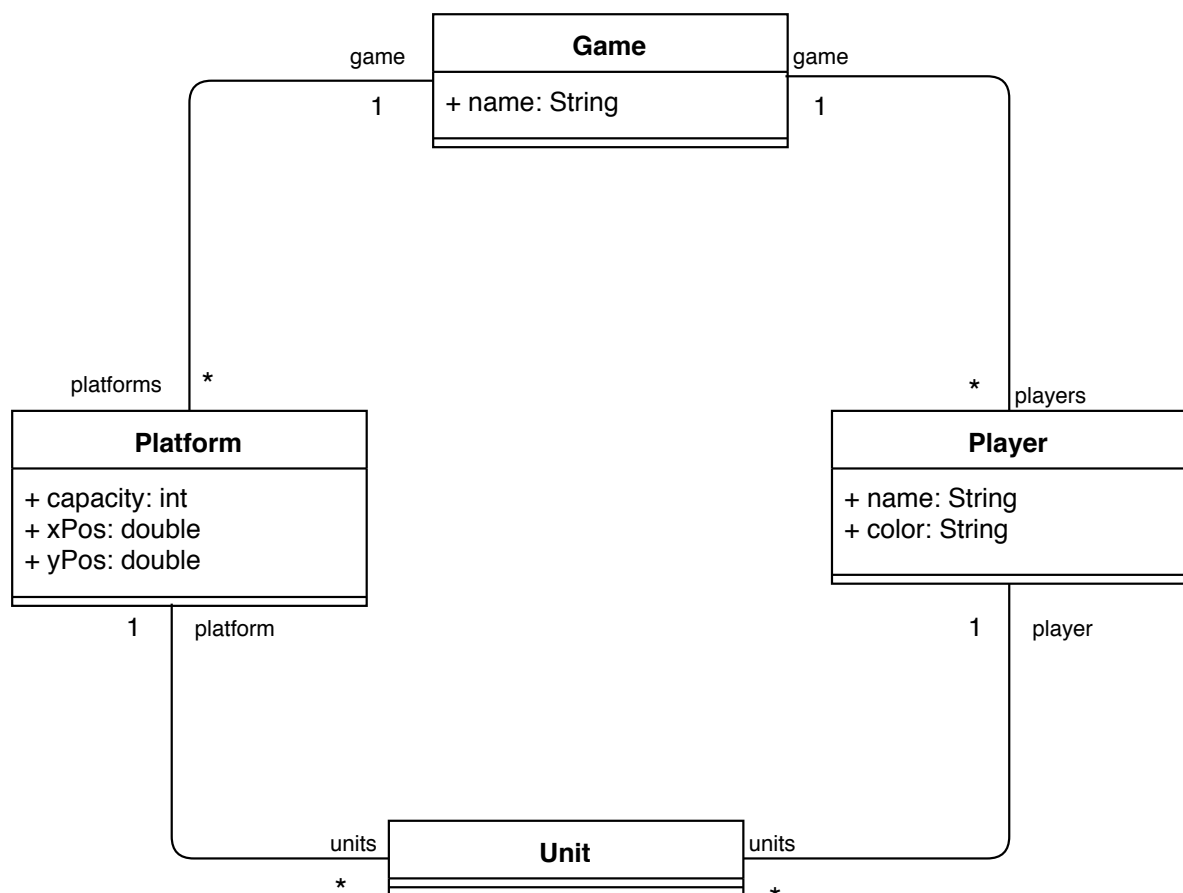 Game
game
game
1
1
+ name: String
platforms
*
*
players
Platform
+ capacity: int
+ xPos: double
+ yPos: double
Player
+ name: String
+ color: String
1
platform
1
player
units
Unit
units
*
*